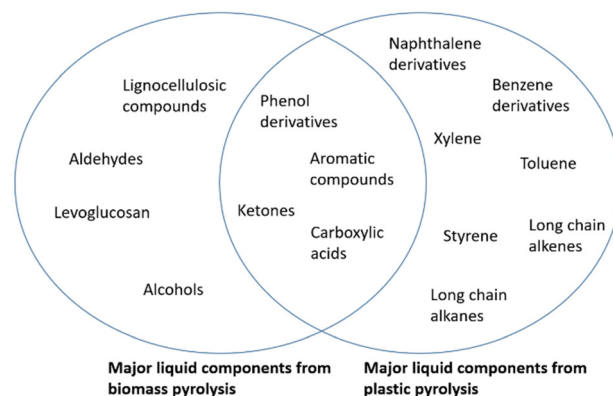 Lignocellulosic
compounds
Aldehydes
Levoglucosan
Alcohols
Phenol
derivatives
Aromatic
compounds
Ketones
Carboxylic
acids
Naphthalene
derivatives
Benzene
derivatives
Xylene
Toluene
Styrene
Long chain
alkenes
Long chain
alkanes
Major liquid components from
biomass pyrolysis
Major liquid components from
plastic pyrolysis